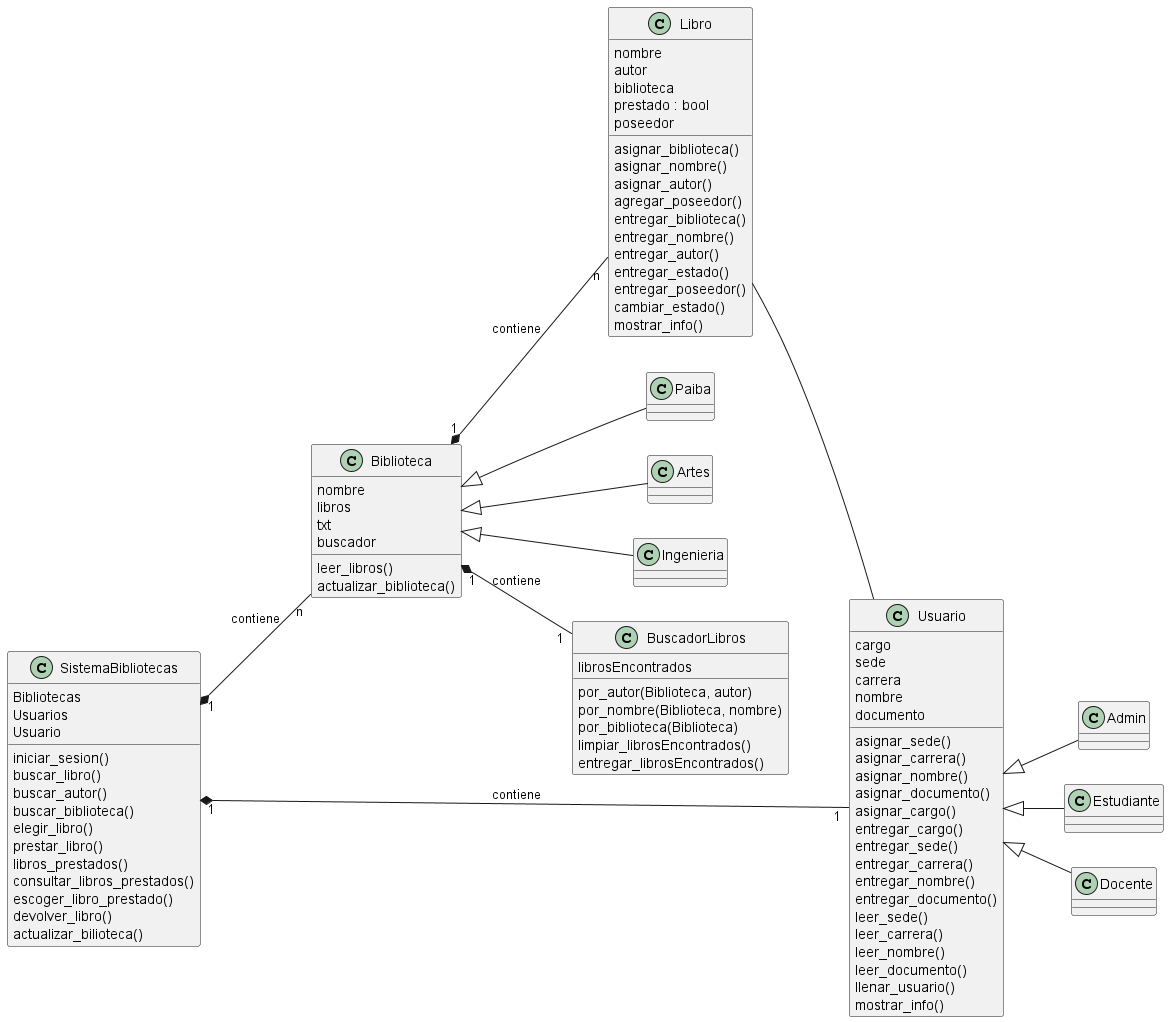 C Libro
nombre
autor
biblioteca
prestado : bool
poseedor
asignar_biblioteca()
asignar_nombre()
asignar_autor()
agregar_poseedor()
entregar_biblioteca()
entregar_nombre()
entregar_autor()
entregar_estado()
entregar_poseedor()
cambiar_estado()
mostrar_info()
n
contiene
1
C Paiba
C Artes
C Ingenieria
C Biblioteca
nombre
libros
txt
buscador
leer_libros()
actualizar_biblioteca()
1
contiene
1
C BuscadorLibros
librosEncontrados
por_autor(Biblioteca, autor)
por_nombre(Biblioteca, nombre)
por_biblioteca(Biblioteca)
limpiar_librosEncontrados()
entregar_librosEncontrados()
n
contiene
1
C SistemaBibliotecas
Bibliotecas
Usuarios
Usuario
iniciar_sesion()
buscar_libro()
buscar_autor()
buscar_biblioteca()
elegir_libro()
prestar_libro()
libros_prestados()
consultar_libros_prestados()
escoger_libro_prestado()
devolver_libro()
actualizar_bilioteca()
1
contiene
1
C Usuario
cargo
sede
carrera
nombre
documento
asignar_sede()
asignar_carrera()
asignar_nombre()
asignar_documento()
asignar_cargo()
entregar_cargo()
entregar_sede()
entregar_carrera()
entregar_nombre()
entregar_documento()
leer_sede()
leer_carrera()
leer_nombre()
leer_documento()
llenar_usuario()
mostrar_info()
C Admin
C Estudiante
C Docente